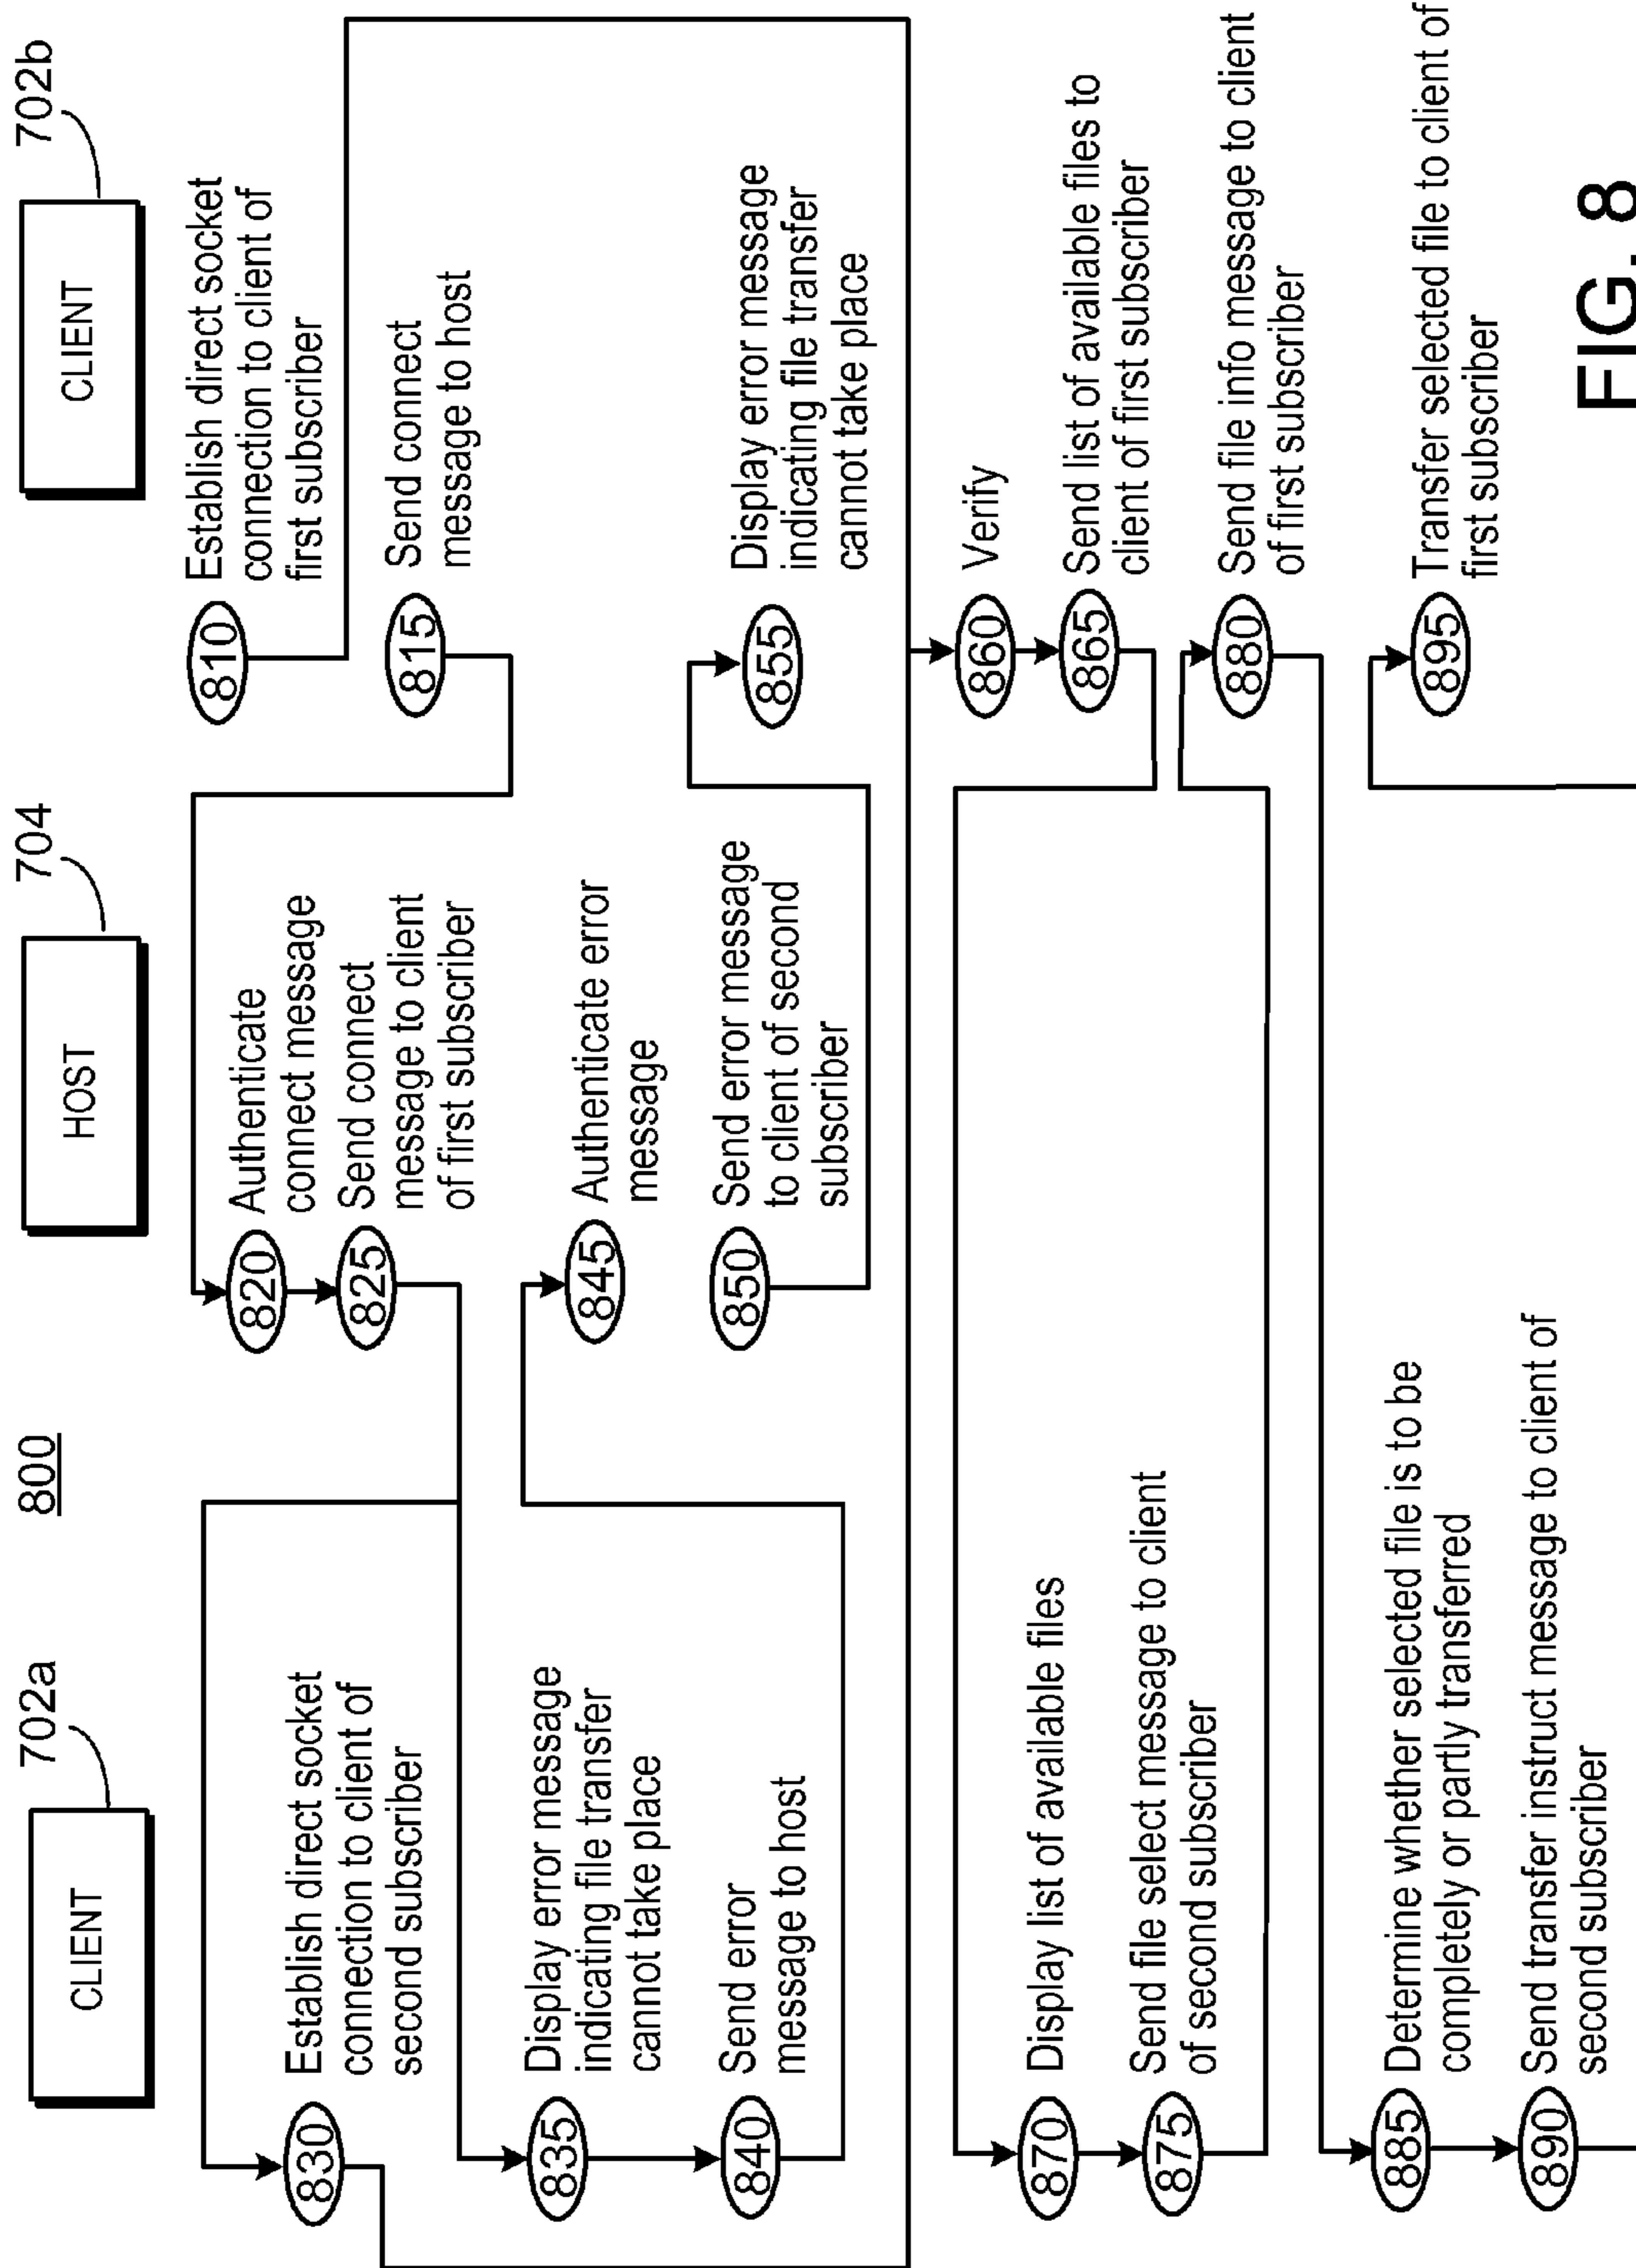 800
702a
704
702b
CLIENT
HOST
CLIENT
810
Establish direct socket
connection to client of
first subscriber
815
Send connect
message to host
820
Authenticate
connect message
825
Send connect
message to client
of first subscriber
830
Establish direct socket
connection to client of
second subscriber
835
Display error message
indicating file transfer
cannot take place
840
Send error
message to host
845
Authenticate error
message
850
Send error message
to client of second
subscriber
855
Display error message
indicating file transfer
cannot take place
860
Verify
865
Send list of available files to
client of first subscriber
870
Display list of available files
875
Send file select message to client
of second subscriber
880
Send file info message to client
of first subscriber
885
Determine whether selected file is to be
completely or partly transferred
890
Send transfer instruct message to client of
second subscriber
895
Transfer selected file to client of
first subscriber
FIG. 8